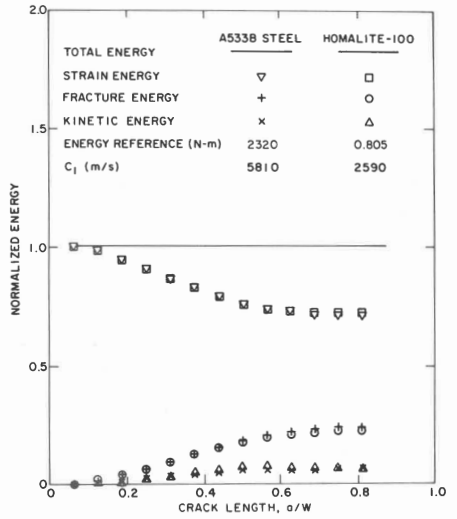 2.0
A533B STEEL HOMALITE-100
TOTAL ENERGY
STRAIN ENERGY
FRACTURE ENERGY
KINETIC ENERGY
ENERGY REFERENCE (N-m) 2320 0.805
C₁ (m/s) 5810 2590
1.5
1.0
0.5
0
NORMALIZED ENERGY
0 0.2 0.4 0.6 0.8 1.0
CRACK LENGTH, a/W